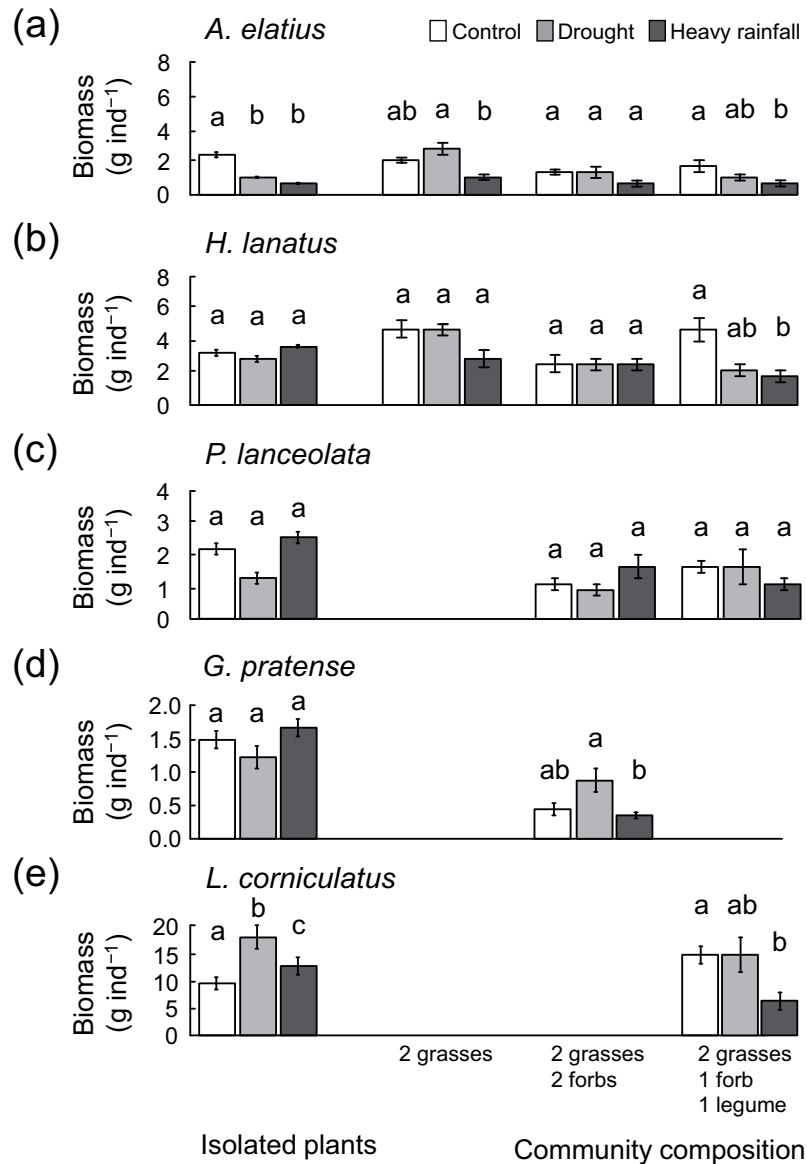 (a) A. elatius Control Drought Heavy rainfall
Biomass
(g ind−1)
8
6
4
2
0
a b b ab a b a a a a ab b
(b) H. lanatus
Biomass
(g ind−1)
8
6
4
2
0
a a a a a a a a a a ab b
(c) P. lanceolata
Biomass
(g ind−1)
4
3
2
1
0
a a a a a a a a a
(d) G. pratense
Biomass
(g ind−1)
2.0
1.5
1.0
0.5
0.0
a a a ab a b
(e) L. corniculatus
Biomass
(g ind−1)
20
15
10
5
0
a b c a ab b
2 grasses 2 grasses 2 grasses
2 forbs 1 forb
1 legume
Isolated plants Community composition